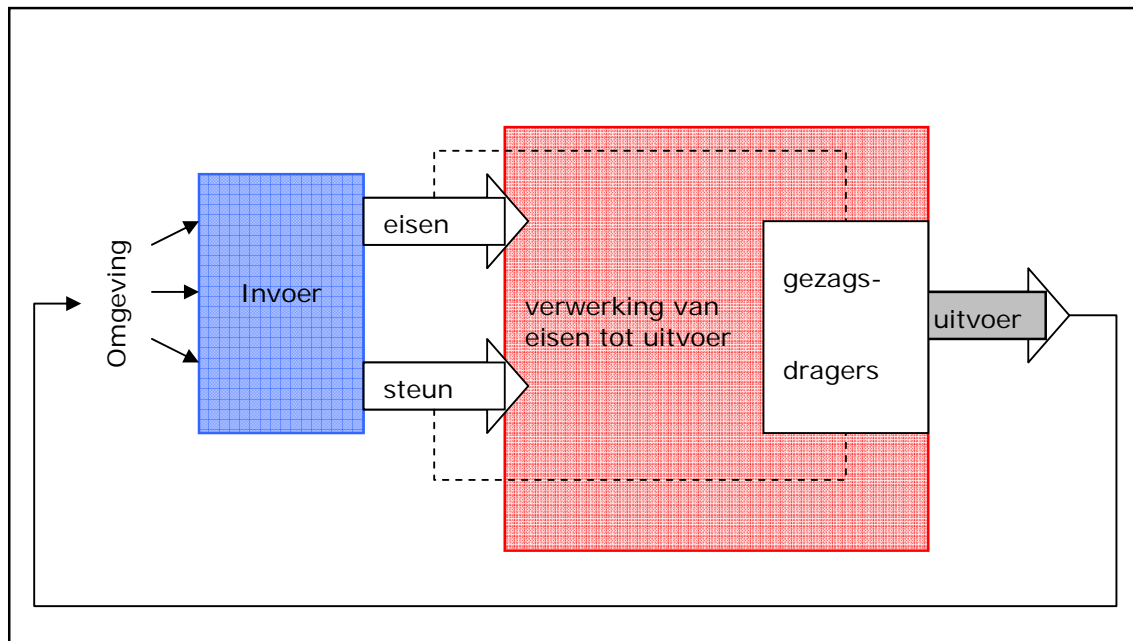 Omgeving
Invoer
eisen
steun
verwerking van
eisen tot uitvoer
gezags-
dragers
uitvoer